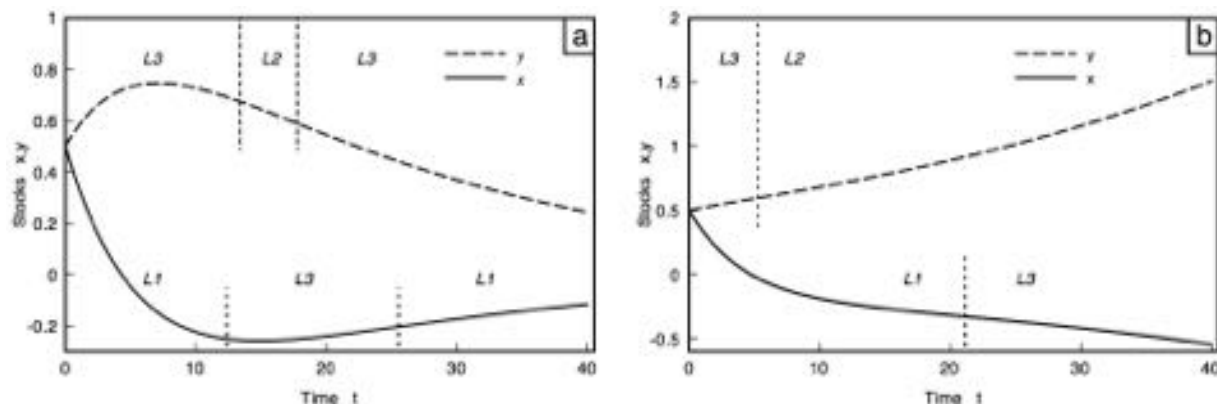 a
1
0.8
0.6
0.4
0.2
0
-0.2
Stocks x,y
L3 L2 L3
y
x
L1 L3 L1
0 10 20 30 40
Time t
b
2
1.5
1
0.5
0
-0.5
Stocks x,y
L3 L2
y
x
L1 L3
0 10 20 30 40
Time t